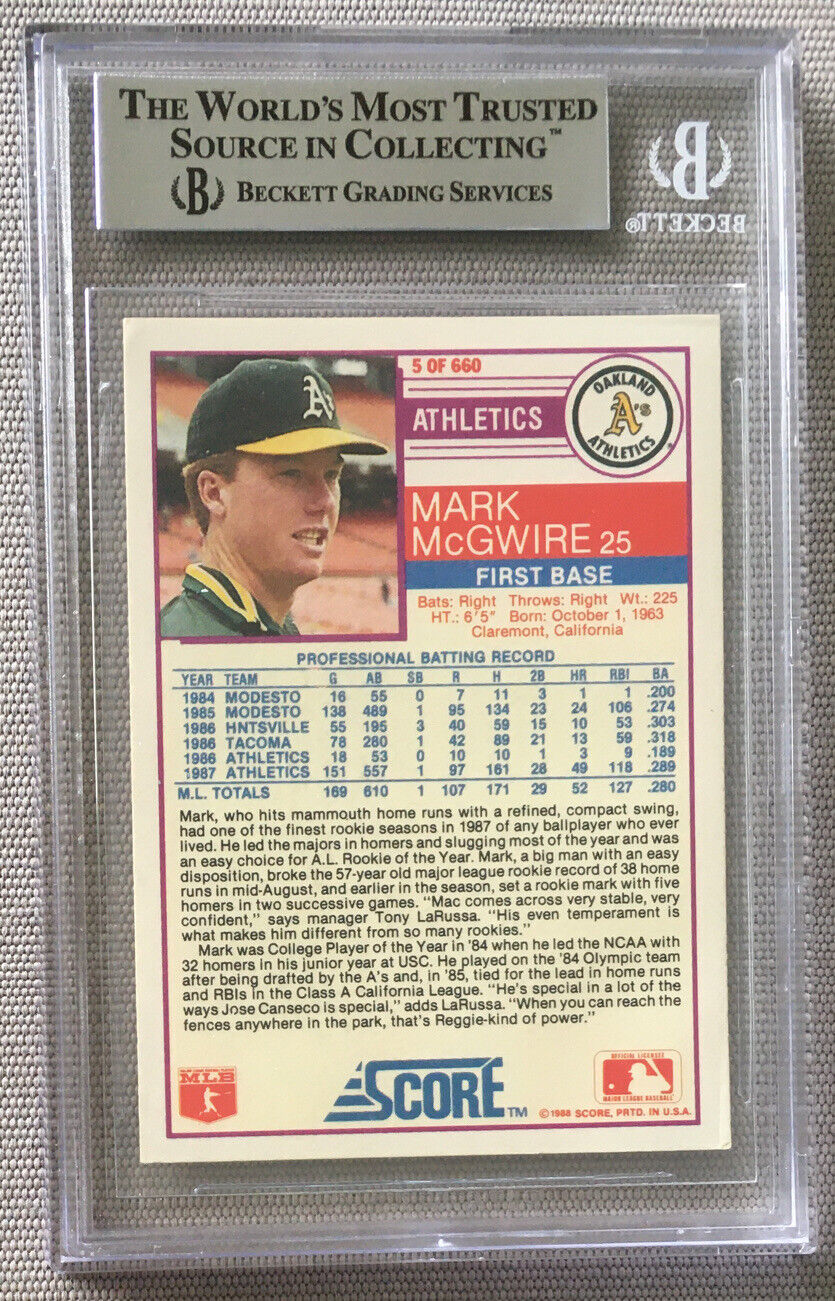 THE WORLD'S MOST TRUSTED
SOURCE IN COLLECTING™
B BECKETT GRADING SERVICES
B
BECKETT®
5 OF 660
ATHLETICS
OAKLAND
A's
ATHLETICS
A's
MARK
McGWIRE 25
FIRST BASE
Bats: Right Throws: Right Wt.: 225
HT.: 6'5" Born: October 1, 1963
Claremont, California
PROFESSIONAL BATTING RECORD
YEAR TEAM G AB SB R H 2B HR RBI BA
1984 MODESTO 16 55 0 7 11 3 1 1 .200
1985 MODESTO 138 489 1 95 134 23 24 106 .274
1986 HNTSVILLE 55 195 3 40 59 15 10 53 .303
1986 TACOMA 78 280 1 42 89 21 13 59 .318
1986 ATHLETICS 18 53 0 10 10 1 3 9 .189
1987 ATHLETICS 151 557 1 97 161 28 49 118 .289
M.L. TOTALS 169 610 1 107 171 29 52 127 .280
Mark, who hits mammoth home runs with a refined, compact swing,
had one of the finest rookie seasons in 1987 of any ballplayer who ever
lived. He led the majors in homers and slugging most of the year and was
an easy choice for A.L. Rookie of the Year. Mark, a big man with an easy
disposition, broke the 57-year old major league rookie record of 38 home
runs in mid-August, and earlier in the season, set a rookie mark with five
homers in two successive games. "Mac comes across very stable, very
confident," says manager Tony LaRussa. "His even temperament is
what makes him different from so many rookies."
Mark was College Player of the Year in '84 when he led the NCAA with
32 homers in his junior year at USC. He played on the '84 Olympic team
after being drafted by the A's and, in '85, tied for the lead in home runs
and RBIs in the Class A California League. "He's special in a lot of the
ways Jose Canseco is special," adds LaRussa. "When you can reach the
fences anywhere in the park, that's Reggie-kind of power."
MLB
SCORE™
OFFICIAL LICENSEE
MAJOR LEAGUE BASEBALL
©1988 SCORE, PRTD. IN U.S.A.